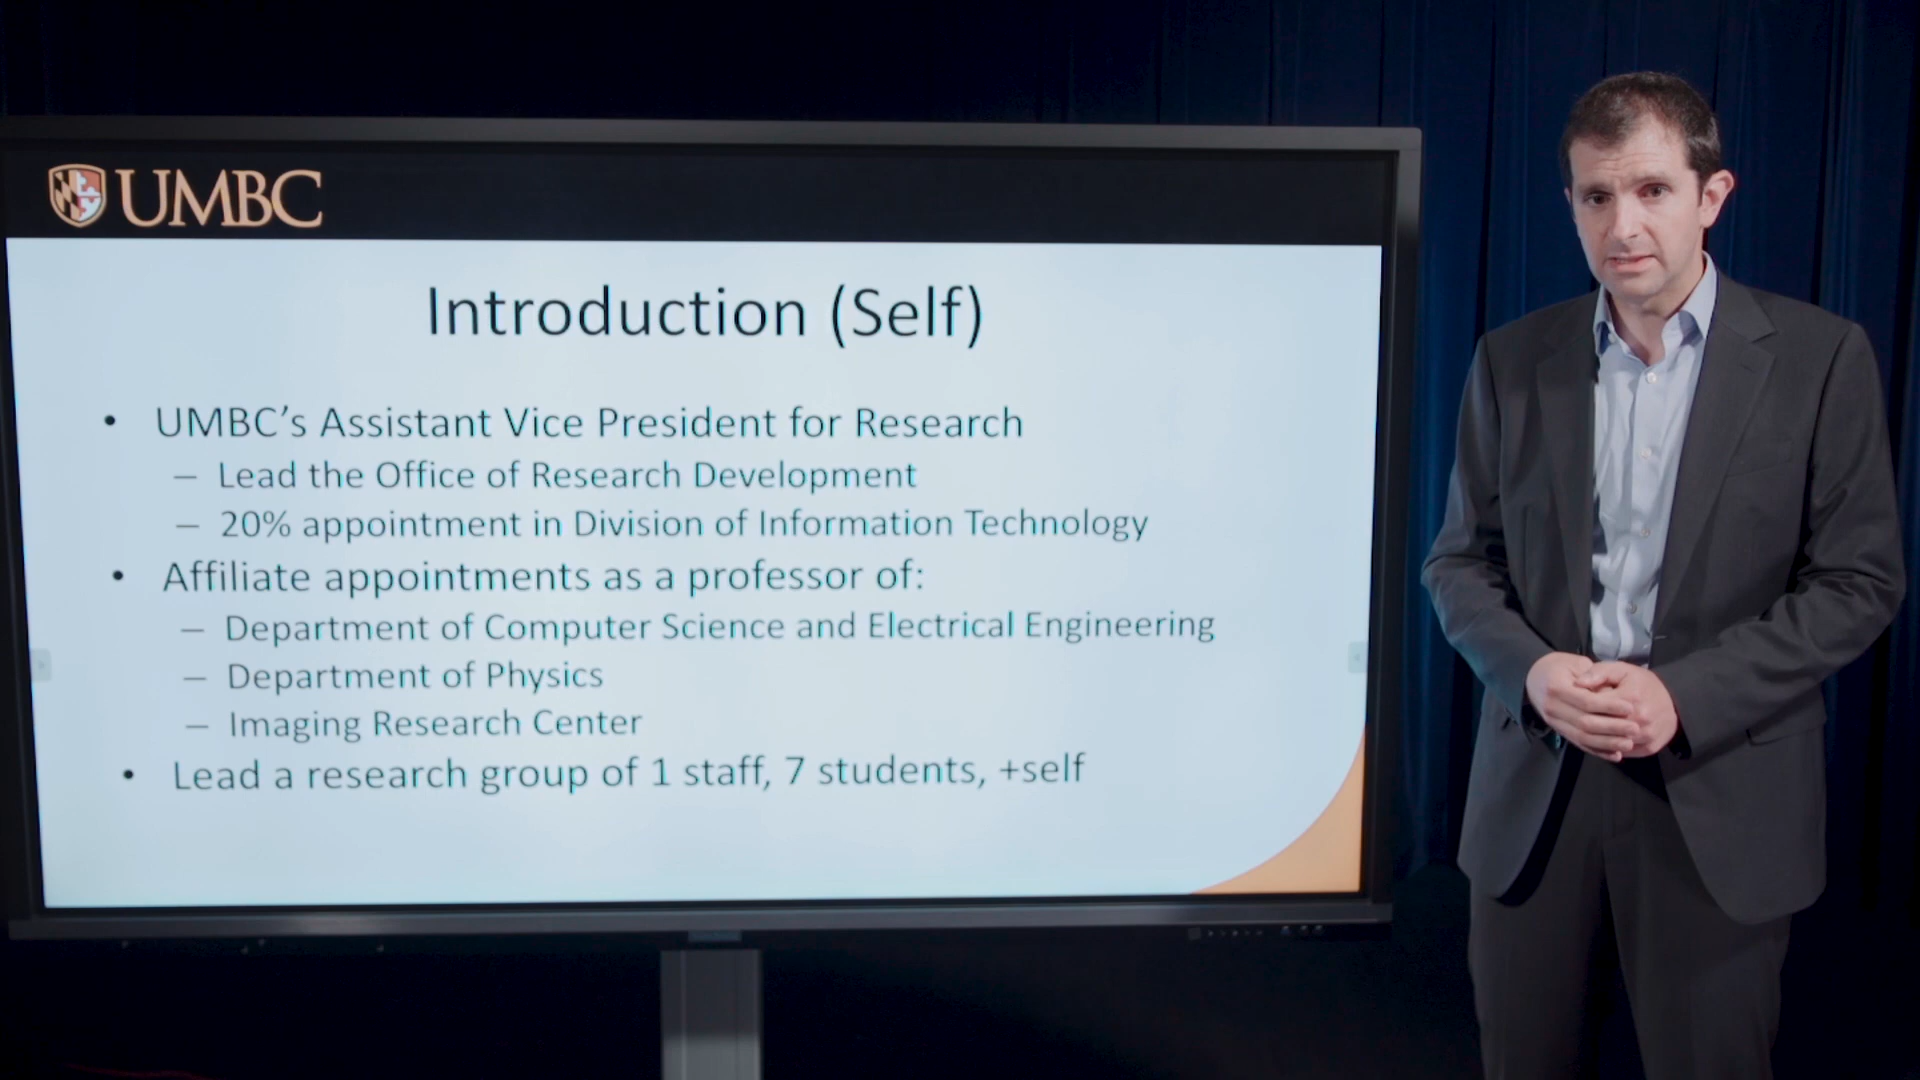 UMBC
Introduction (Self)
• UMBC's Assistant Vice President for Research
– Lead the Office of Research Development
– 20% appointment in Division of Information Technology
• Affiliate appointments as a professor of:
– Department of Computer Science and Electrical Engineering
– Department of Physics
– Imaging Research Center
• Lead a research group of 1 staff, 7 students, +self